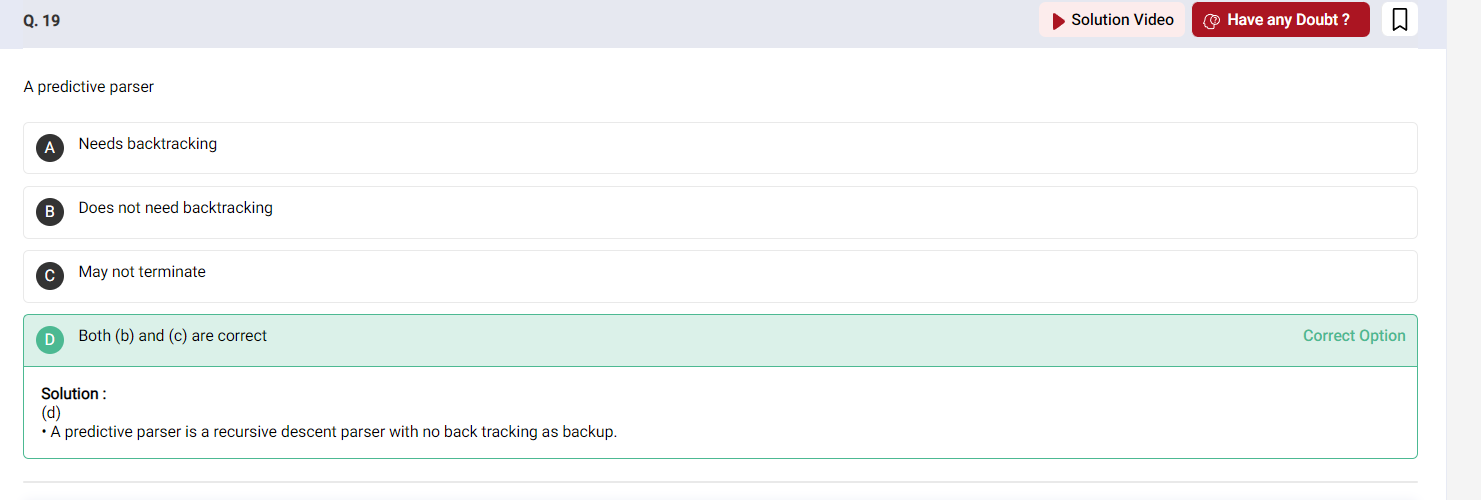 Q. 19
Solution Video
Have any Doubt ?
A predictive parser
A
Needs backtracking
B
Does not need backtracking
C
May not terminate
D
Both (b) and (c) are correct
Correct Option
Solution :
(d)
• A predictive parser is a recursive descent parser with no back tracking as backup.